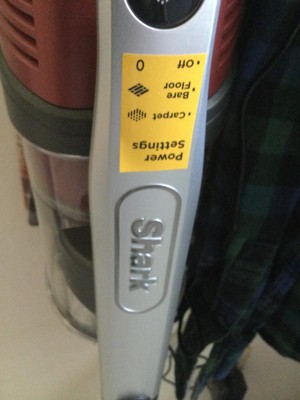 Power
Settings
• Carpet
• Bare
Floor
• Off 0
Shark